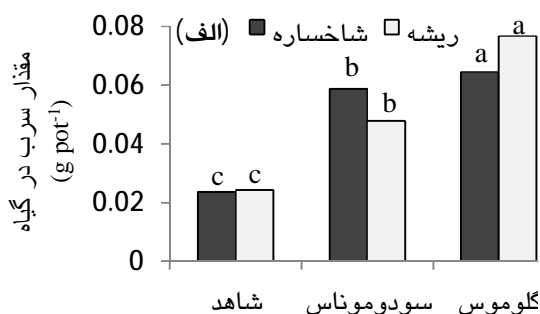 (الف) شاخساره ریشه
مقدار سرب در گیاه
(g pot-1)
0.08
0.06
0.04
0.02
0
c c
b
b
a
a
شاهد سودوموناس گلوموس